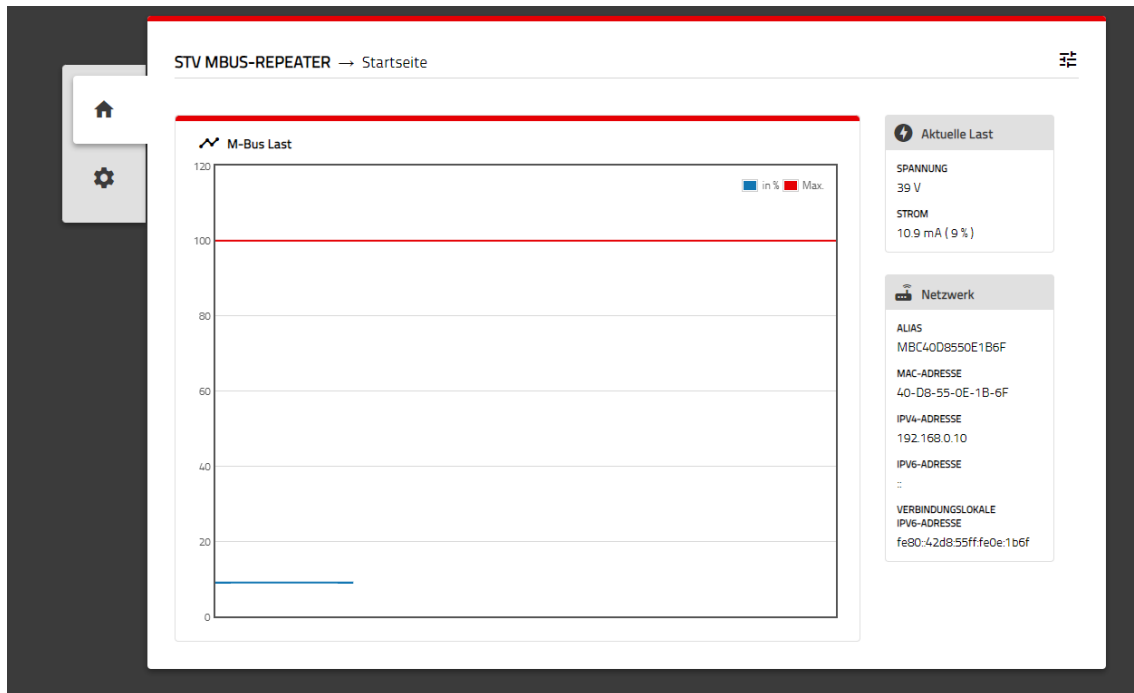 STV MBUS-REPEATER → Startseite
M-Bus Last
120
in % Max.
100
80
60
40
20
0
Aktuelle Last
SPANNUNG
39 V
STROM
10.9 mA ( 9 % )
Netzwerk
ALIAS
MBC40D8550E1B6F
MAC-ADRESSE
40-D8-55-0E-1B-6F
IPV4-ADRESSE
192.168.0.10
IPV6-ADRESSE
::
VERBINDUNGSLOKALE
IPV6-ADRESSE
fe80::42d8:55ff:fe0e:1b6f